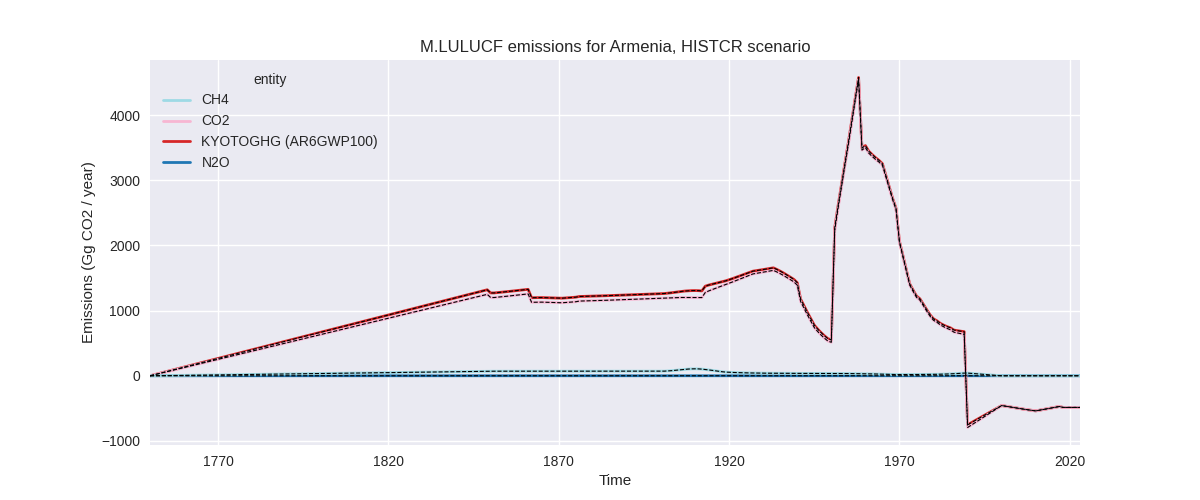 M.LULUCF emissions for Armenia, HISTCR scenario
entity
CH4
CO2
KYOTOGHG (AR6GWP100)
N2O
Emissions (Gg CO2 / year)
4000
3000
2000
1000
0
−1000
1770
1820
1870
1920
1970
2020
Time